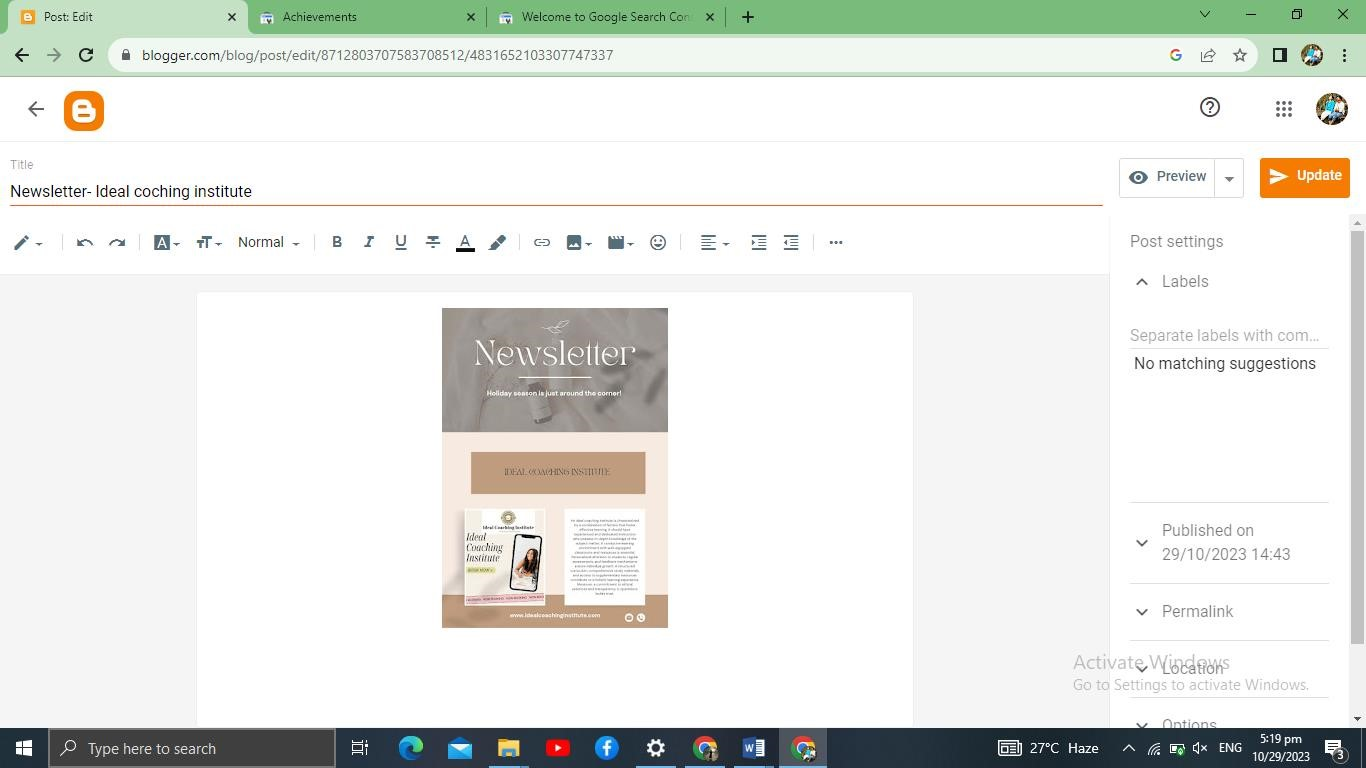 Post: Edit
Achievements
Welcome to Google Search Con
blogger.com/blog/post/edit/8712803707583708512/4831652103307747337
Title
Newsletter- Ideal coching institute
Preview
Update
Normal
Post settings
Labels
Separate labels with com...
No matching suggestions
Published on
29/10/2023 14:43
Permalink
Location
Options
Activate Windows
Go to Settings to activate Windows.
Newsletter
Holiday season is just around the corner!
IDEAL COACHING INSTITUTE
Ideal Coaching Institute
Ideal
Coaching
Institute
www.idealcoachinginstitute.com
Type here to search
27°C Haze
ENG
5:19 pm
10/29/2023
3